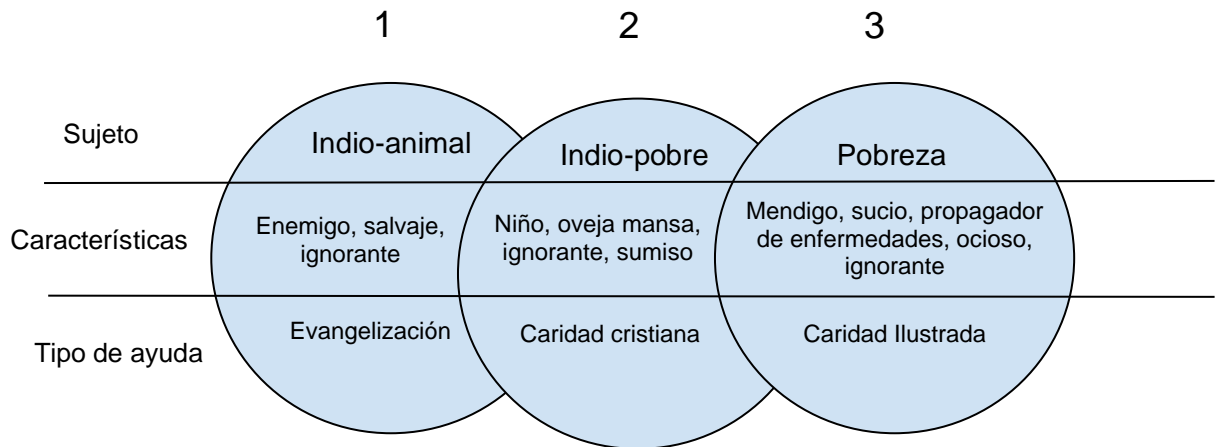 1 2 3
Sujeto Indio-animal Indio-pobre Pobreza
Características
Enemigo, salvaje,
ignorante
Niño, oveja mansa,
ignorante, sumiso
Mendigo, sucio, propagador
de enfermedades, ocioso,
ignorante
Tipo de ayuda
Evangelización
Caridad cristiana
Caridad Ilustrada